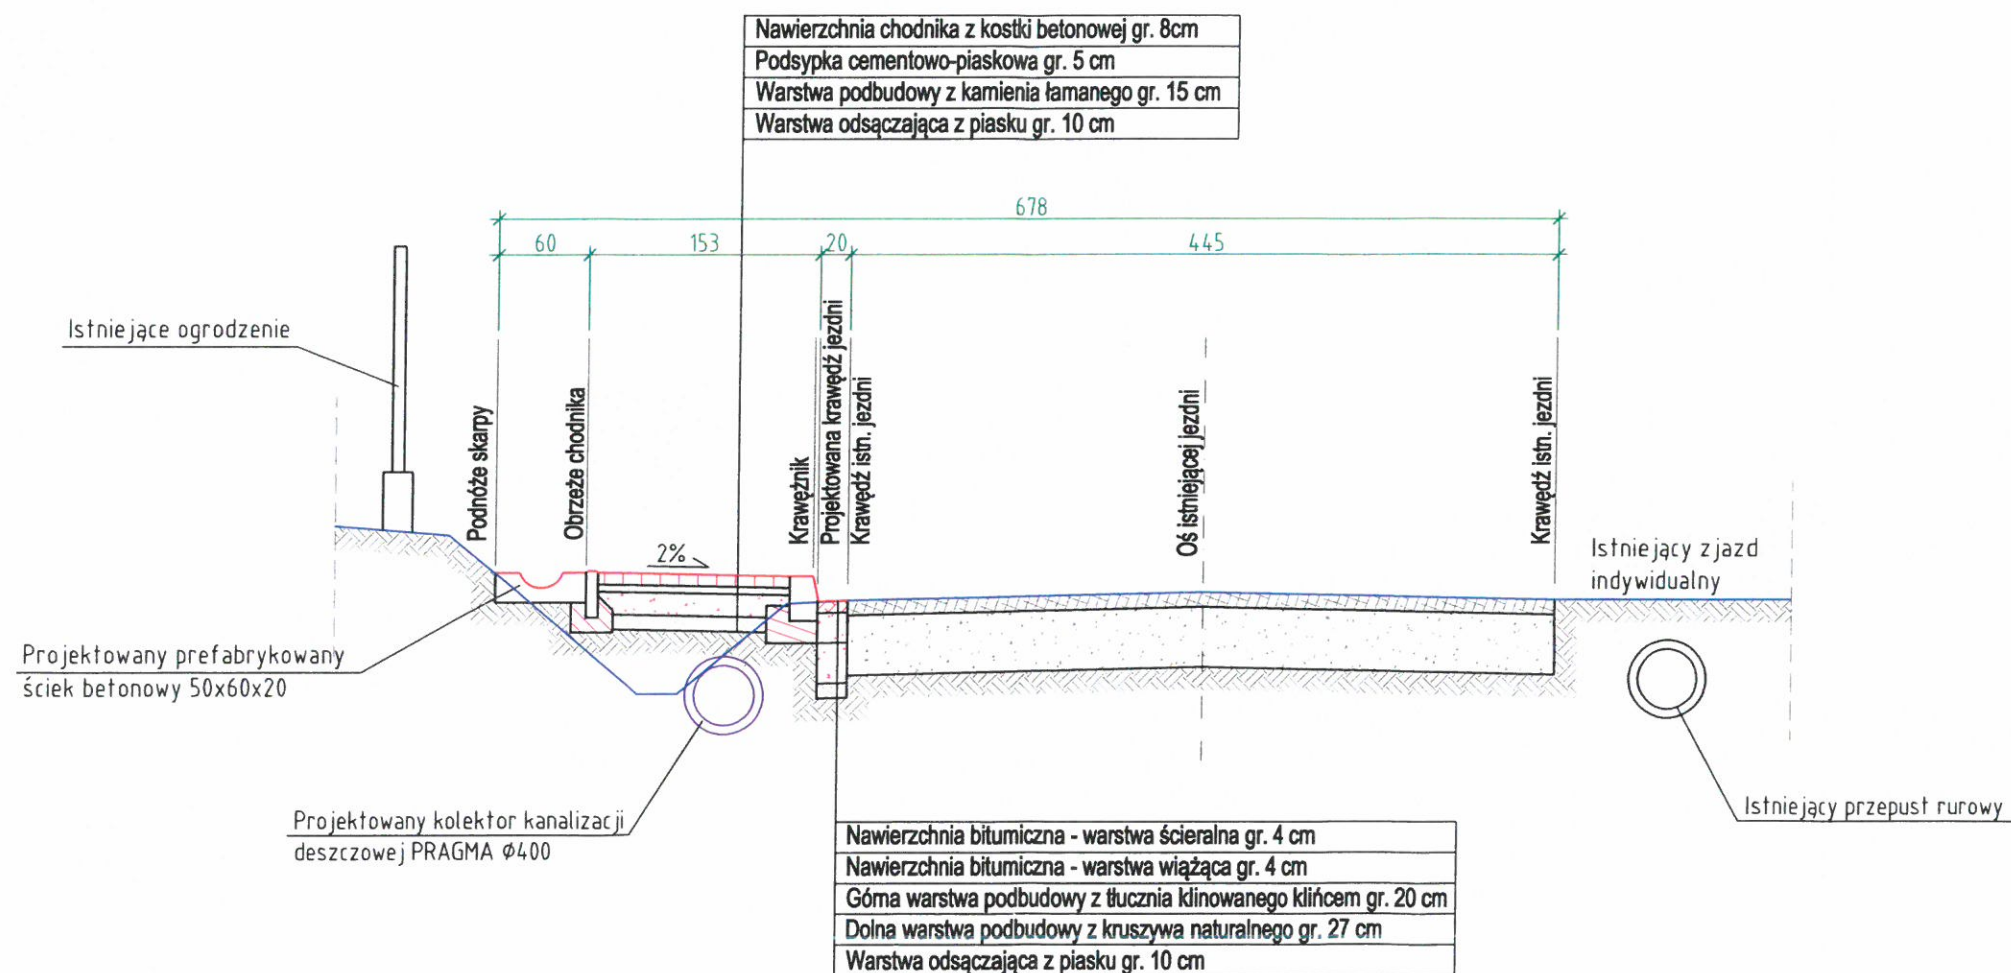 Nawierzchnia chodnika z kostki betonowej gr. 8cm
Podsypka cementowo-piaskowa gr. 5 cm
Warstwa podbudowy z kamienia łamanego gr. 15 cm
Warstwa odsączająca z piasku gr. 10 cm
678
60
153
20
445
Istniejące ogrodzenie
Podnóże skarpy
Obrzeże chodnika
Krawężnik
Projektowana krawędź jezdni
Krawędź istn. jezdni
Oś istniejącej jezdni
Krawędź istn. jezdni
2%
Istniejący zjazd
indywidualny
Projektowany prefabrykowany
ściek betonowy 50x60x20
Projektowany kolektor kanalizacji
deszczowej PRAGMA Ø400
Istniejący przepust rurowy
Nawierzchnia bitumiczna - warstwa ścieralna gr. 4 cm
Nawierzchnia bitumiczna - warstwa wiążąca gr. 4 cm
Górna warstwa podbudowy z tłucznia klinowanego klińcem gr. 20 cm
Dolna warstwa podbudowy z kruszywa naturalnego gr. 27 cm
Warstwa odsączająca z piasku gr. 10 cm